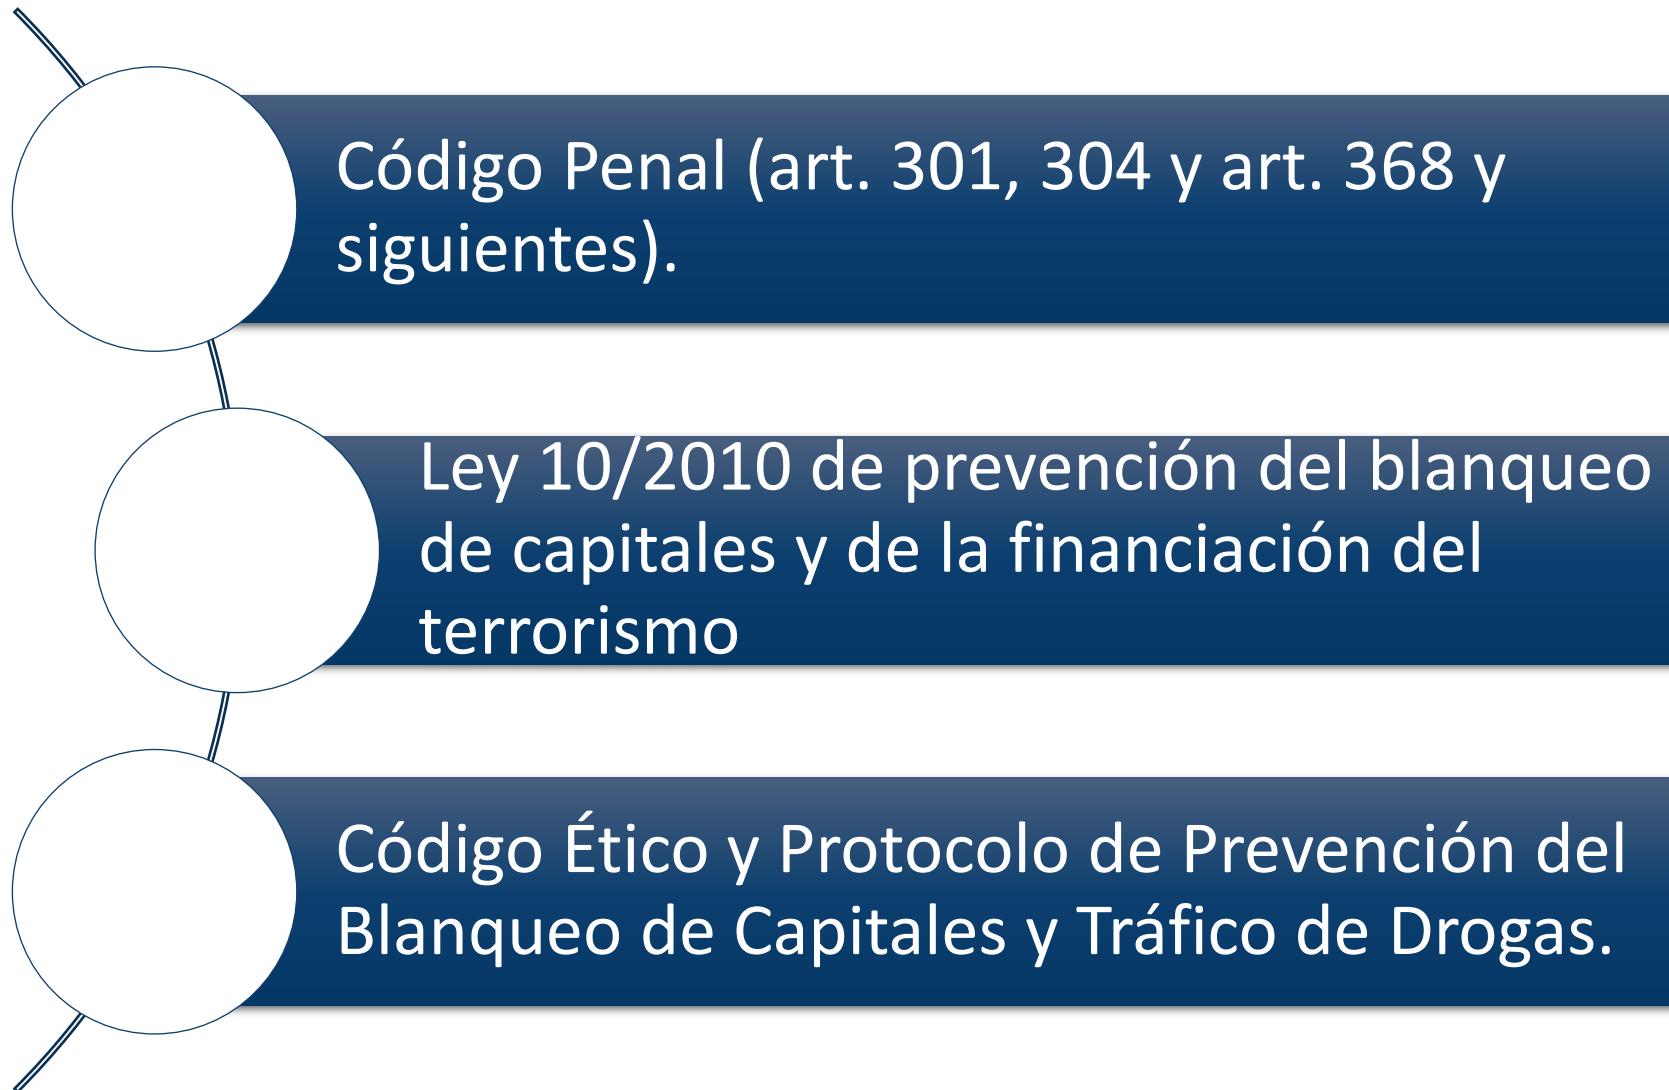 Código Penal (art. 301, 304 y art. 368 y
siguientes).
Ley 10/2010 de prevención del blanqueo
de capitales y de la financiación del
terrorismo
Código Ético y Protocolo de Prevención del
Blanqueo de Capitales y Tráfico de Drogas.